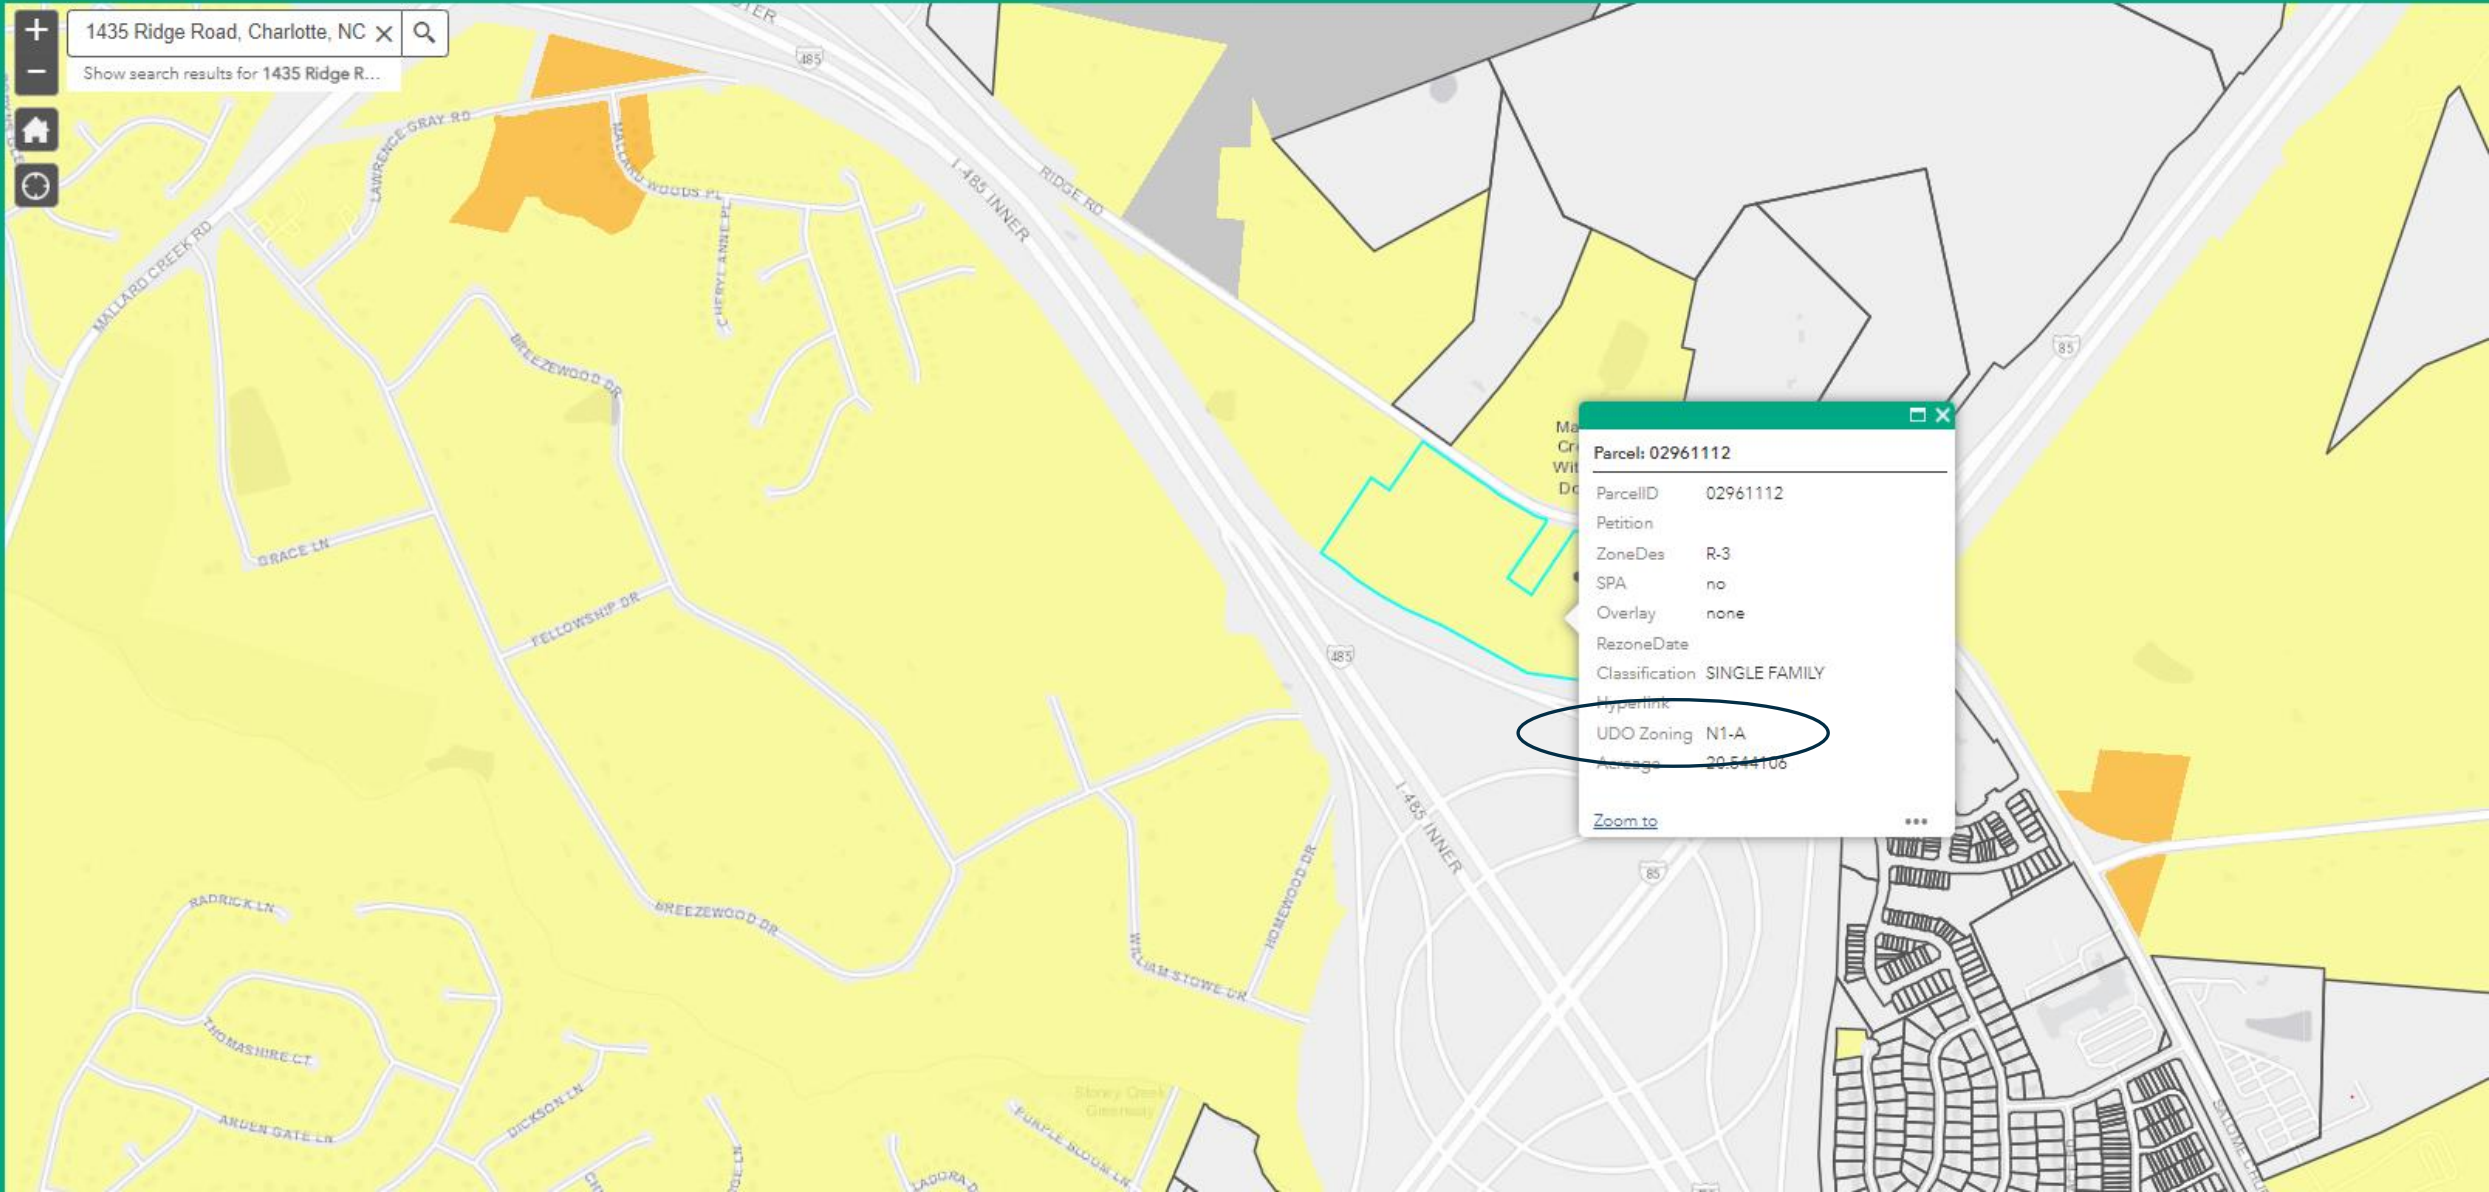 1435 Ridge Road, Charlotte, NC
Show search results for 1435 Ridge R...
485
LAWRENCE GRAY RD
MALLARD WOODS PL
CHERYL ANNE PL
MALLARD CREEK RD
I-485 INNER
RIDGE RD
BREEZEWOOD DR
85
GRACE LN
FELLOWSHIP DR
485
I-485 INNER
Parcel: 02961112
ParcelID 02961112
Petition
ZoneDes R-3
SPA no
Overlay none
RezoneDate
Classification SINGLE FAMILY
Hyperlink
UDO Zoning N1-A
Acreage 20.544106
Zoom to
85
RADRICK LN
BREEZEWOOD DR
HOMEWOOD DR
WILLIAM STOWE DR
THOMASHIRE CT
ARDEN GATE LN
DICKSON LN
Stoney Creek
Greenway
PURPLE BLOOM LN